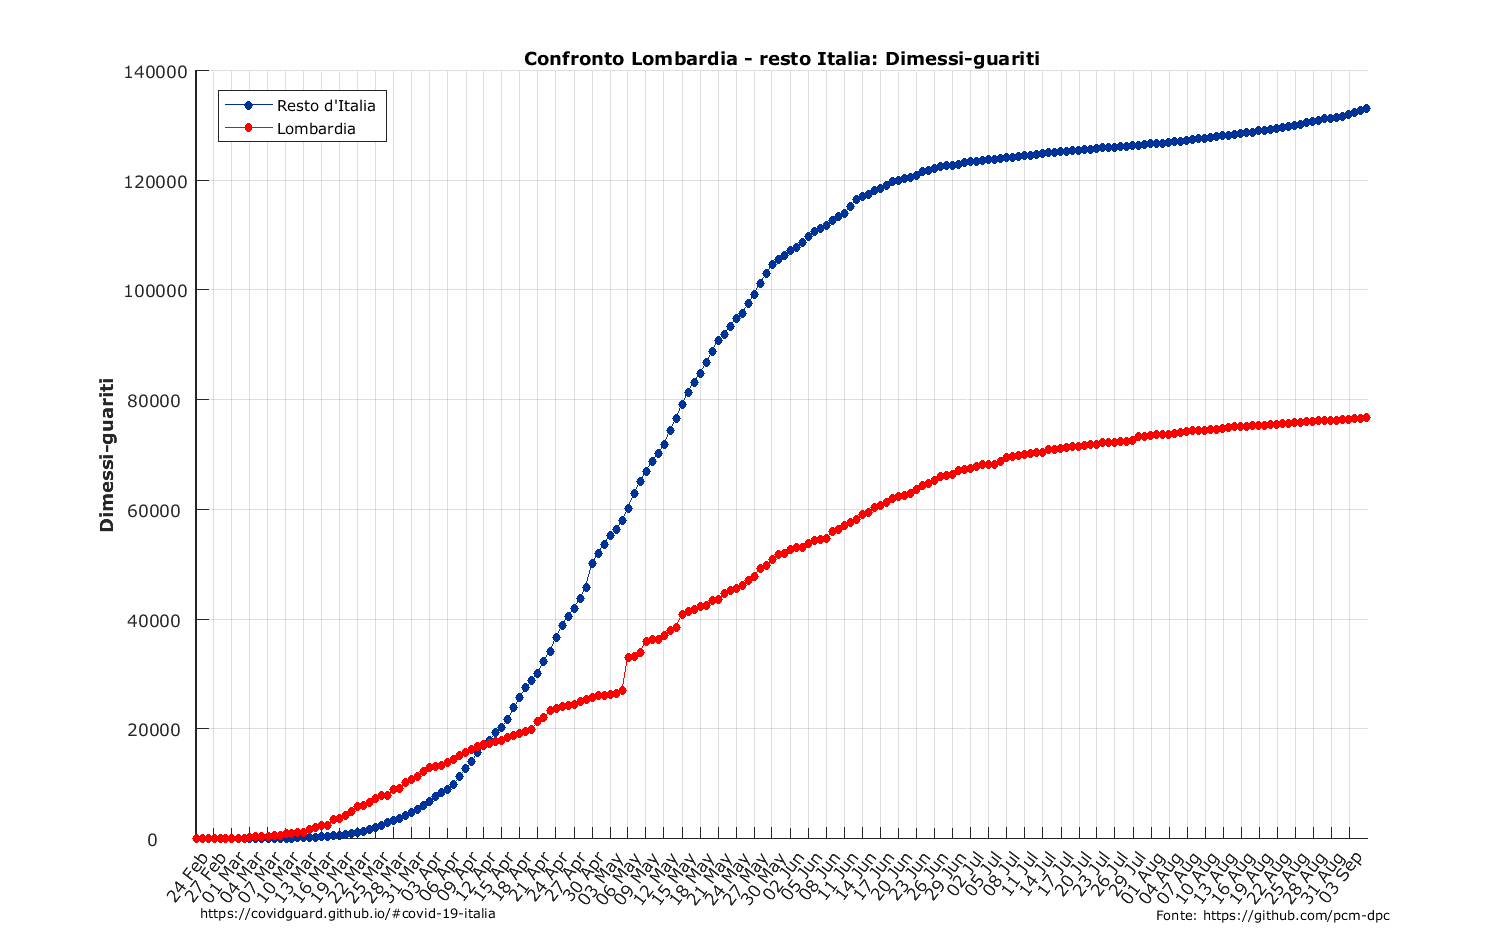 Confronto Lombardia - resto Italia: Dimessi-guariti
Resto d'Italia
Lombardia
Dimessi-guariti
140000
120000
100000
80000
60000
40000
20000
0
24 Feb
27 Feb
01 Mar
04 Mar
07 Mar
10 Mar
13 Mar
16 Mar
19 Mar
22 Mar
25 Mar
28 Mar
31 Mar
03 Apr
06 Apr
09 Apr
12 Apr
15 Apr
18 Apr
21 Apr
24 Apr
27 Apr
30 Apr
03 May
06 May
09 May
12 May
15 May
18 May
21 May
24 May
27 May
30 May
02 Jun
05 Jun
08 Jun
11 Jun
14 Jun
17 Jun
20 Jun
23 Jun
26 Jun
29 Jun
02 Jul
05 Jul
08 Jul
11 Jul
14 Jul
17 Jul
20 Jul
23 Jul
26 Jul
29 Jul
01 Aug
04 Aug
07 Aug
10 Aug
13 Aug
16 Aug
19 Aug
22 Aug
25 Aug
28 Aug
31 Aug
03 Sep
https://covidguard.github.io/#covid-19-italia
Fonte: https://github.com/pcm-dpc